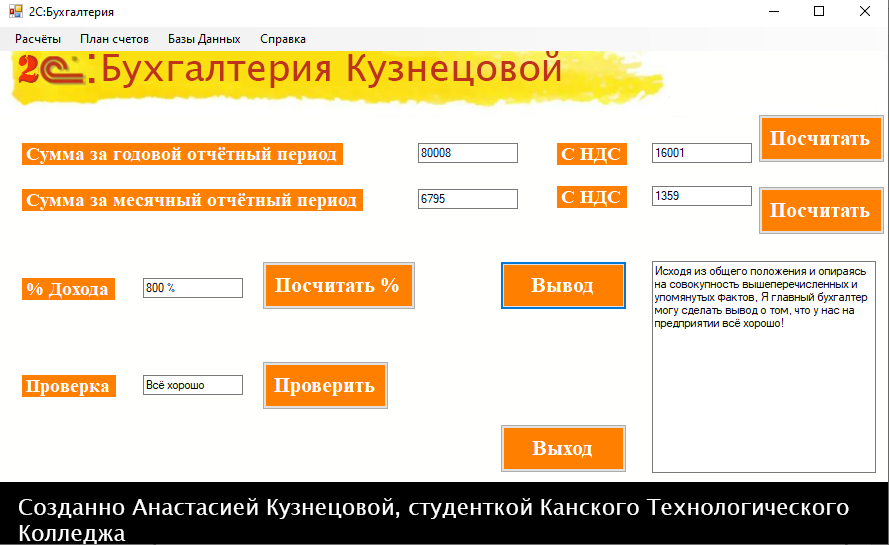 2С:Бухгалтерия
Расчёты План счетов Базы Данных Справка
2С:Бухгалтерия Кузнецовой
Сумма за годовой отчётный период 80008 С НДС 16001 Посчитать
Сумма за месячный отчётный период 6795 С НДС 1359 Посчитать
% Дохода 800 % Посчитать % Вывод
Исходя из общего положения и опираясь
на совокупность вышеперечисленных и
упомянутых фактов, Я главный бухгалтер
могу сделать вывод о том, что у нас на
предприятии всё хорошо!
Проверка Всё хорошо Проверить
Выход
Созданно Анастасией Кузнецовой, студенткой Канского Технологического
Колледжа